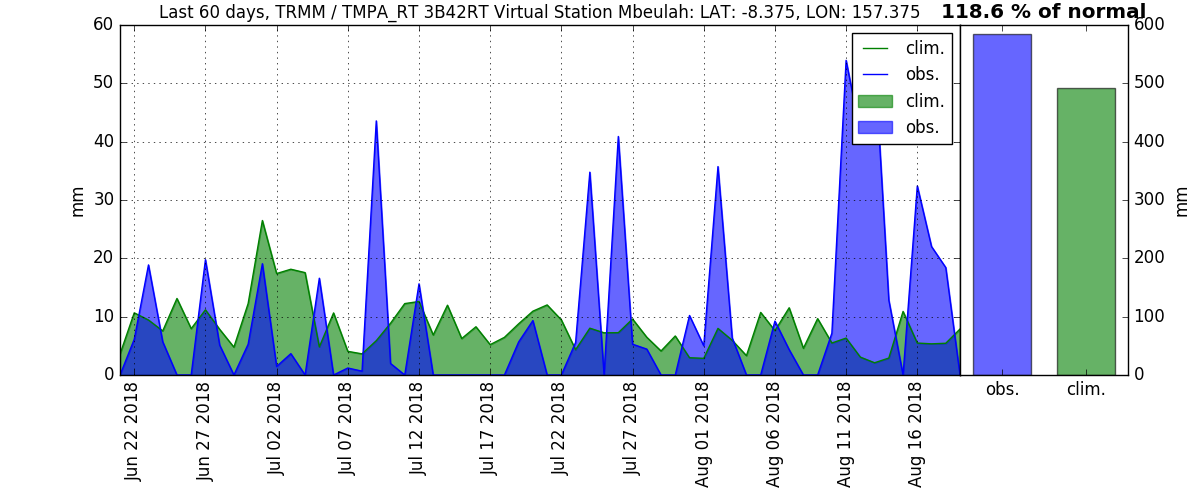 Last 60 days, TRMM / TMPA_RT 3B42RT Virtual Station Mbeulah: LAT: -8.375, LON: 157.375
118.6 % of normal
60
50
40
30
20
10
0
mm
clim.
obs.
clim.
obs.
600
500
400
300
200
100
0
mm
Jun 22 2018
Jun 27 2018
Jul 02 2018
Jul 07 2018
Jul 12 2018
Jul 17 2018
Jul 22 2018
Jul 27 2018
Aug 01 2018
Aug 06 2018
Aug 11 2018
Aug 16 2018
obs.
clim.